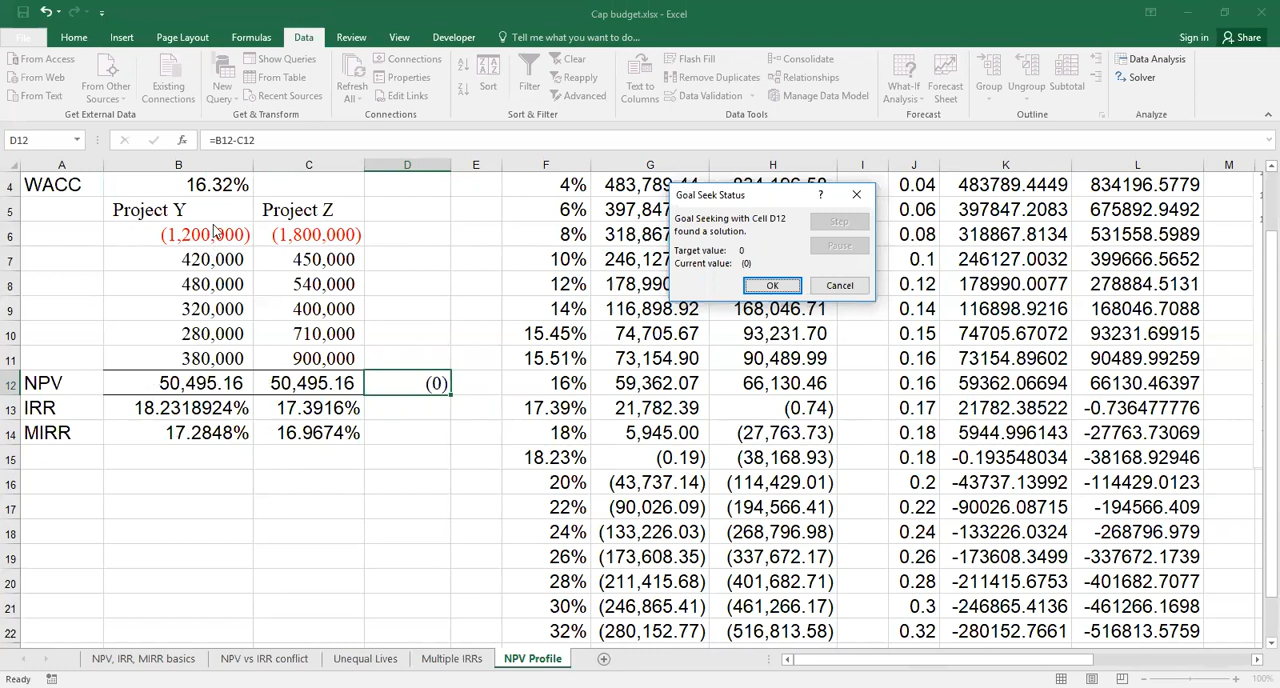 Cap budget.xlsx - Excel
File Home Insert Page Layout Formulas Data Review View Developer Tell me what you want to do... Sign in Share
From Access
From Web
From Text
From Other Sources
Existing Connections
Get External Data
New Query
Show Queries
From Table
Recent Sources
Get & Transform
Refresh All
Connections
Properties
Edit Links
Connections
Sort
Filter
Clear
Reapply
Advanced
Sort & Filter
Text to Columns
Flash Fill
Remove Duplicates
Data Validation
Consolidate
Relationships
Manage Data Model
Data Tools
What-If Analysis
Forecast Sheet
Forecast
Group
Ungroup
Subtotal
Outline
Data Analysis
Solver
Analyze
D12 fx =B12-C12
A B C D E F G H I J K L M
4 WACC 16.32% 4% 0.04 483789.4449 834196.5779
5 Project Y Project Z 6% 0.06 397847.2083 675892.9492
6 (1,200,000) (1,800,000) 8% 0.08 318867.8134 531558.5989
7 420,000 450,000 10% 0.1 246127.0032 399666.5652
8 480,000 540,000 12% 0.12 178990.0077 278884.5131
9 320,000 400,000 14% 116,898.92 168,046.71 0.14 116898.9216 168046.7088
10 280,000 710,000 15.45% 74,705.67 93,231.70 0.15 74705.67072 93231.69915
11 380,000 900,000 15.51% 73,154.90 90,489.99 0.16 73154.89602 90489.99259
12 NPV 50,495.16 50,495.16 (0) 16% 59,362.07 66,130.46 0.16 59362.06694 66130.46397
13 IRR 18.2318924% 17.3916% 17.39% 21,782.39 (0.74) 0.17 21782.38522 -0.736477776
14 MIRR 17.2848% 16.9674% 18% 5,945.00 (27,763.73) 0.18 5944.996143 -27763.73069
15 18.23% (0.19) (38,168.93) 0.18 -0.193548034 -38168.92946
16 20% (43,737.14) (114,429.01) 0.2 -43737.13992 -114429.0123
17 22% (90,026.09) (194,566.41) 0.22 -90026.08715 -194566.409
18 24% (133,226.03) (268,796.98) 0.24 -133226.0324 -268796.979
19 26% (173,608.35) (337,672.17) 0.26 -173608.3499 -337672.1739
20 28% (211,415.68) (401,682.71) 0.28 -211415.6753 -401682.7077
21 30% (246,865.41) (461,266.17) 0.3 -246865.4136 -461266.1698
22 32% (280,152.77) (516,813.58) 0.32 -280152.7661 -516813.5759
Goal Seek Status ?
Goal Seeking with Cell D12
found a solution.
Target value: 0
Current value: (0)
Step
Pause
OK Cancel
NPV, IRR, MIRR basics NPV vs IRR conflict Unequal Lives Multiple IRRs NPV Profile
Ready 100%